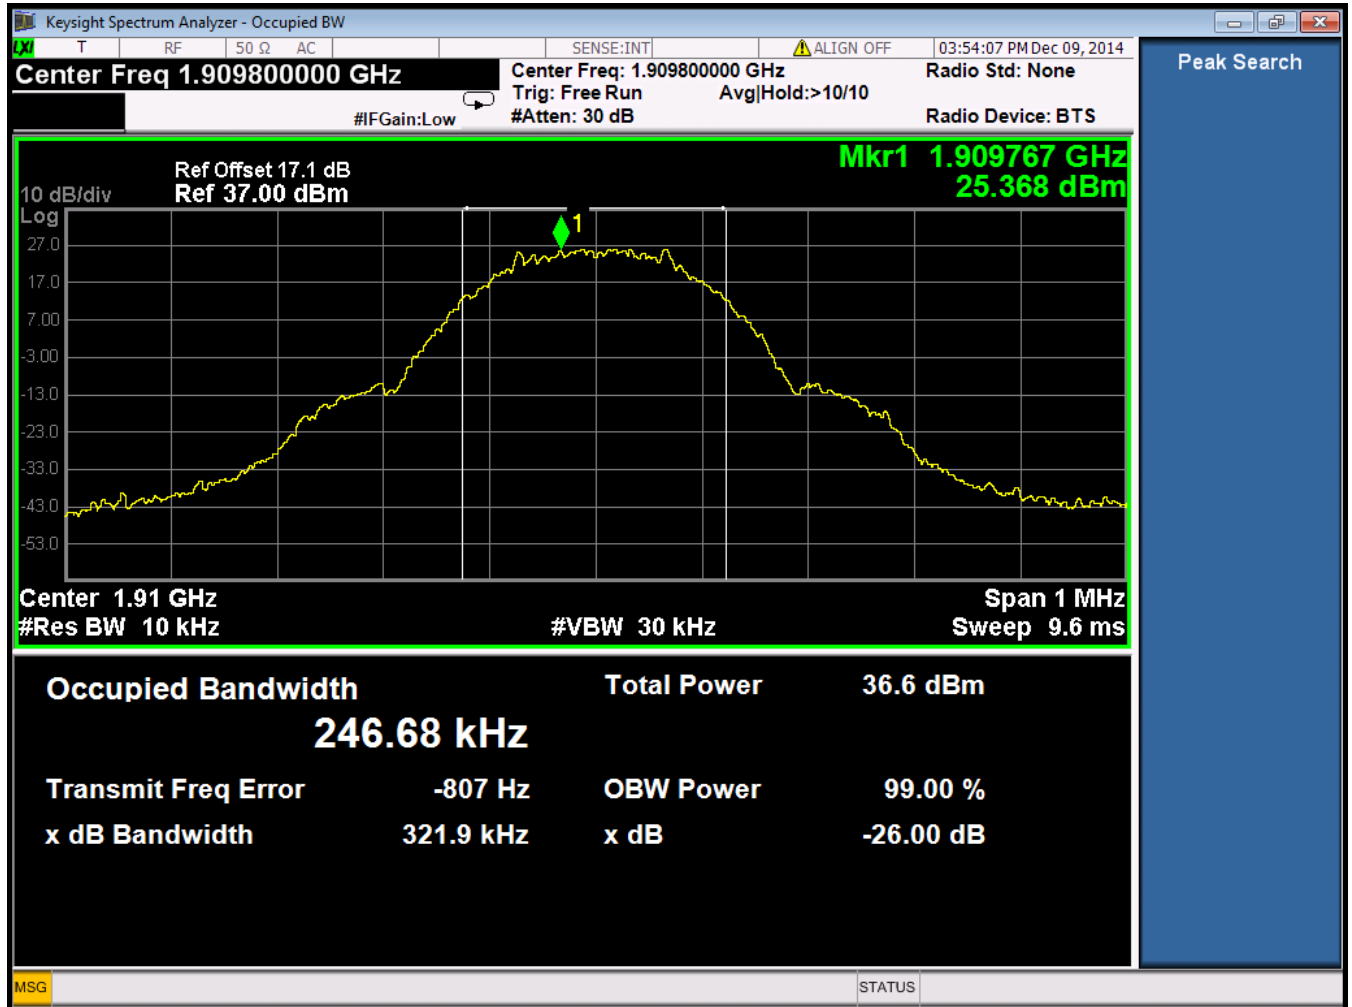 Keysight Spectrum Analyzer - Occupied BW
LXI T RF 50 Ω AC SENSE:INT ALIGN OFF 03:54:07 PM Dec 09, 2014
Center Freq 1.909800000 GHz
Center Freq: 1.909800000 GHz
Radio Std: None
Trig: Free Run
Avg|Hold:>10/10
#IFGain:Low
#Atten: 30 dB
Radio Device: BTS
Peak Search
Mkr1 1.909767 GHz
25.368 dBm
Ref Offset 17.1 dB
10 dB/div
Ref 37.00 dBm
Log
1
27.0
17.0
7.00
-3.00
-13.0
-23.0
-33.0
-43.0
-53.0
Center 1.91 GHz
Span 1 MHz
#Res BW 10 kHz
#VBW 30 kHz
Sweep 9.6 ms
Occupied Bandwidth
Total Power 36.6 dBm
246.68 kHz
Transmit Freq Error -807 Hz
OBW Power 99.00 %
x dB Bandwidth 321.9 kHz
x dB -26.00 dB
MSG
STATUS